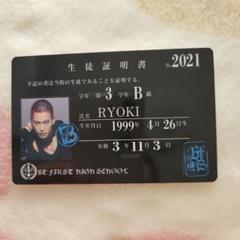 生徒証明書 No. 2021
下記の者は当校の生徒であることを証明する。
学年 第3学年B組
氏名 RYOKI
生年月日 1999年4月26日生
令和3年11月3日
BE FIRST HIGH SCHOOL